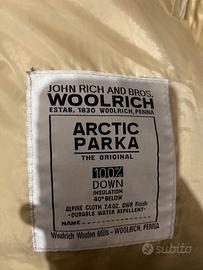 JOHN RICH AND BROS.
WOOLRICH
ESTAB. 1830 WOOLRICH, PENNA
ARCTIC
PARKA
THE ORIGINAL
100%
DOWN
INSULATION
40° BELOW
ALPINE CLOTH 7.4 OZ. DWR Finish
-DURABLE WATER REPELLENT-
NAME
Woolrich Woolen Mills - WOOLRICH, PENNA
subito